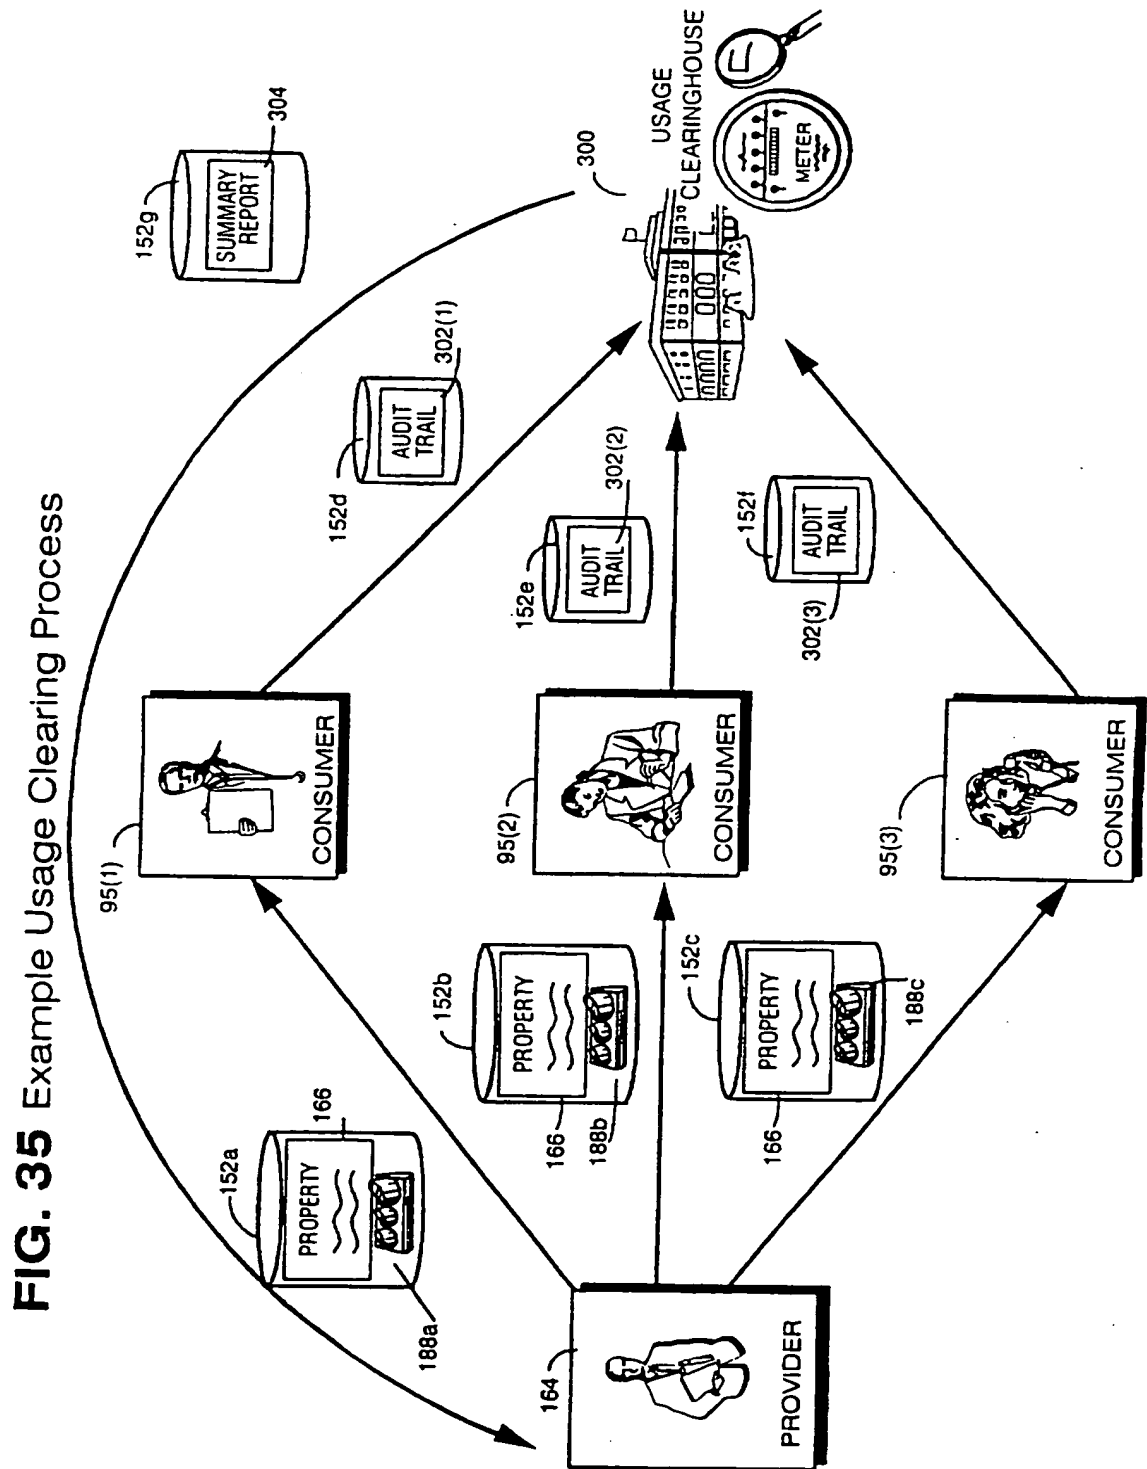 FIG. 35 Example Usage Clearing Process
152g
SUMMARY
REPORT
304
95(1)
CONSUMER
152d
AUDIT
TRAIL
302(1)
300
USAGE
CLEARINGHOUSE
METER
152a
PROPERTY
166
188a
164
PROVIDER
152b
PROPERTY
166
188b
95(2)
CONSUMER
152e
AUDIT
TRAIL
302(2)
152c
PROPERTY
166
188c
95(3)
CONSUMER
152f
AUDIT
TRAIL
302(3)